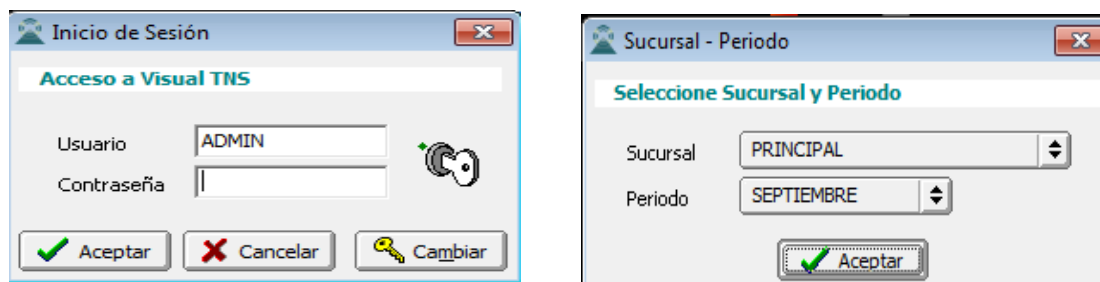 Inicio de Sesión
Acceso a Visual TNS
Usuario ADMIN
Contraseña
Aceptar Cancelar Cambiar
Sucursal - Periodo
Seleccione Sucursal y Periodo
Sucursal PRINCIPAL
Periodo SEPTIEMBRE
Aceptar